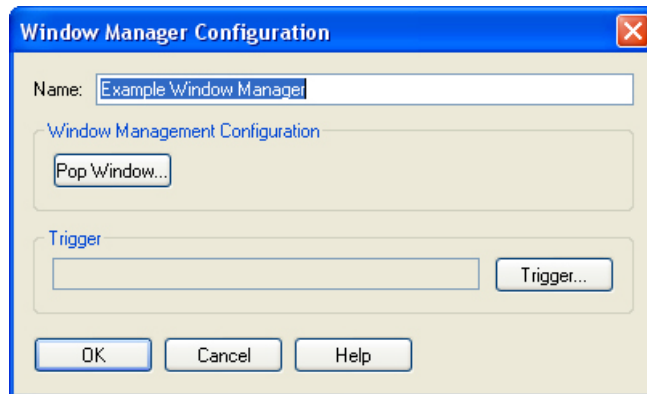 Window Manager Configuration
Name: Example Window Manager
Window Management Configuration
Pop Window...
Trigger
Trigger...
OK Cancel Help